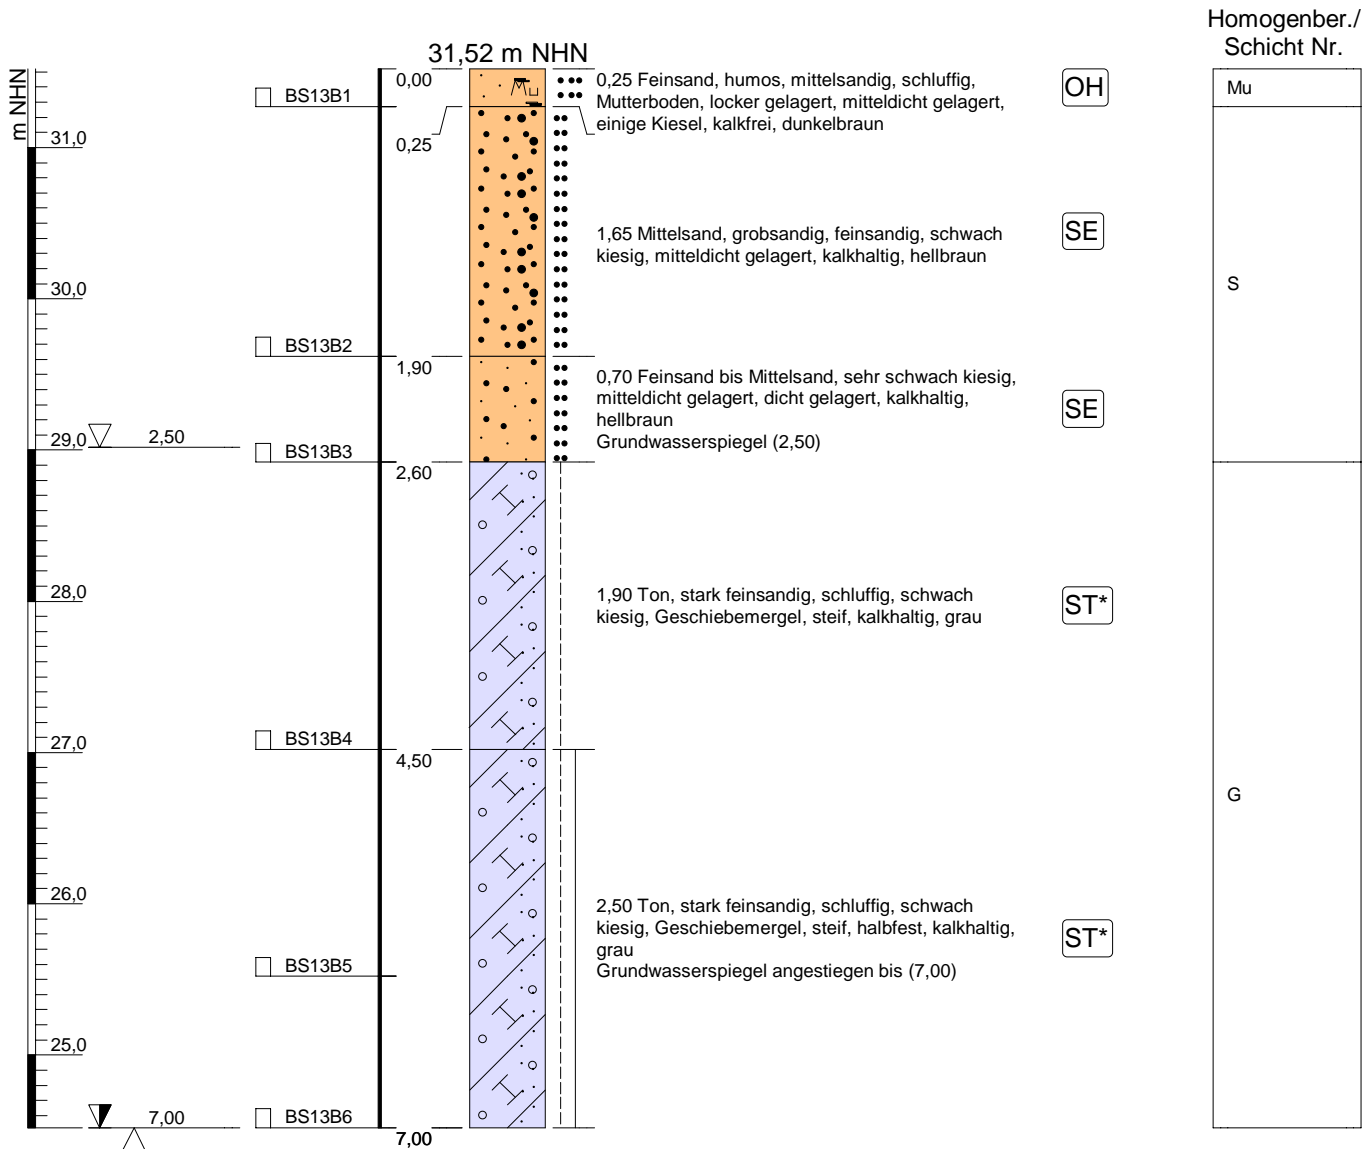 Homogenber./
Schicht Nr.
31,52 m NHN
m NHN
0,00
0,25 Feinsand, humos, mittelsandig, schluffig,
Mutterboden, locker gelagert, mitteldicht gelagert,
einige Kiesel, kalkfrei, dunkelbraun
OH
Mu
BS13B1
Mu
31,0
0,25
1,65 Mittelsand, grobsandig, feinsandig, schwach
kiesig, mitteldicht gelagert, kalkhaltig, hellbraun
SE
S
30,0
BS13B2
1,90
0,70 Feinsand bis Mittelsand, sehr schwach kiesig,
mitteldicht gelagert, dicht gelagert, kalkhaltig,
hellbraun
Grundwasserspiegel (2,50)
SE
29,0
2,50
BS13B3
2,60
28,0
1,90 Ton, stark feinsandig, schluffig, schwach
kiesig, Geschiebemergel, steif, kalkhaltig, grau
ST*
27,0
BS13B4
4,50
G
26,0
2,50 Ton, stark feinsandig, schluffig, schwach
kiesig, Geschiebemergel, steif, halbfest, kalkhaltig,
grau
Grundwasserspiegel angestiegen bis (7,00)
ST*
BS13B5
25,0
7,00
BS13B6
7,00